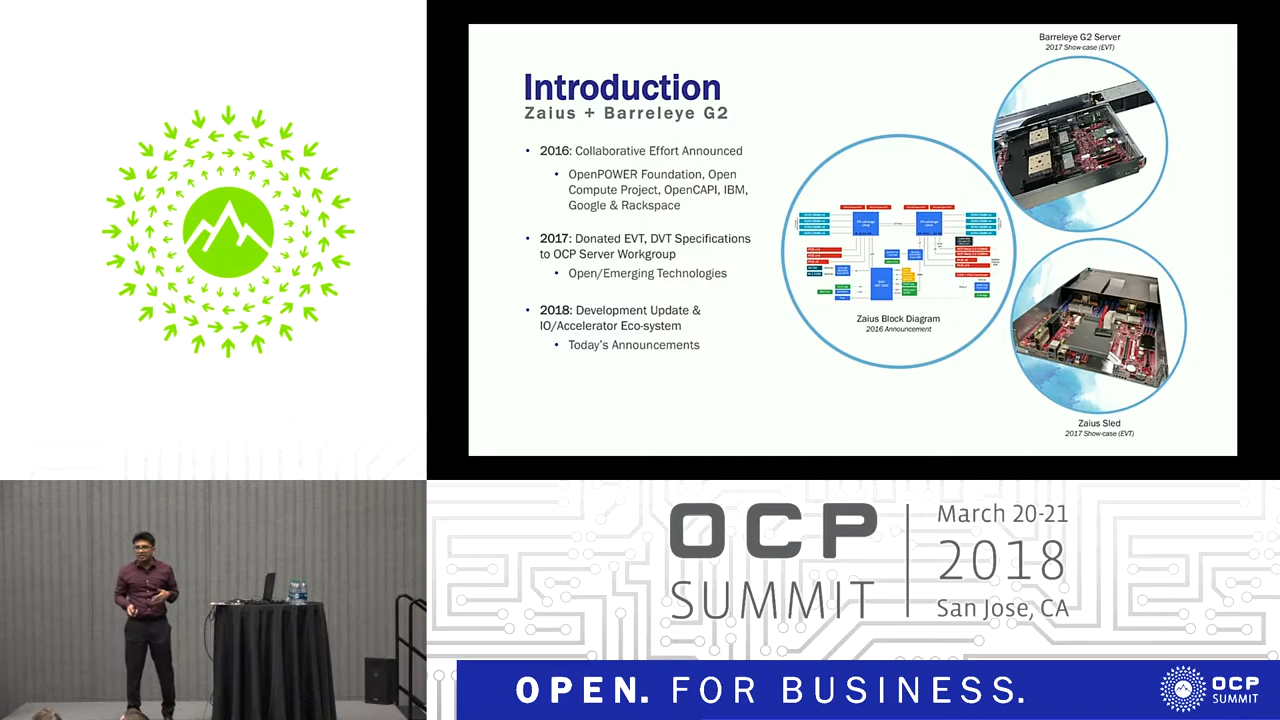 Introduction
Zaius + Barreleye G2
• 2016: Collaborative Effort Announced
• OpenPOWER Foundation, Open
Compute Project, OpenCAPI, IBM,
Google & Rackspace
• 2017: Donated EVT, DVT Specifications
to OCP Server Workgroup
• Open/Emerging Technologies
• 2018: Development Update &
IO/Accelerator Eco-system
• Today's Announcements
Barreleye G2 Server
2017 Show-case (EVT)
Zaius Block Diagram
2016 Announcement
Zaius Sled
2017 Show-case (EVT)
OCP
SUMMIT
March 20-21
2018
San Jose, CA
OPEN. FOR BUSINESS.
OCP
SUMMIT